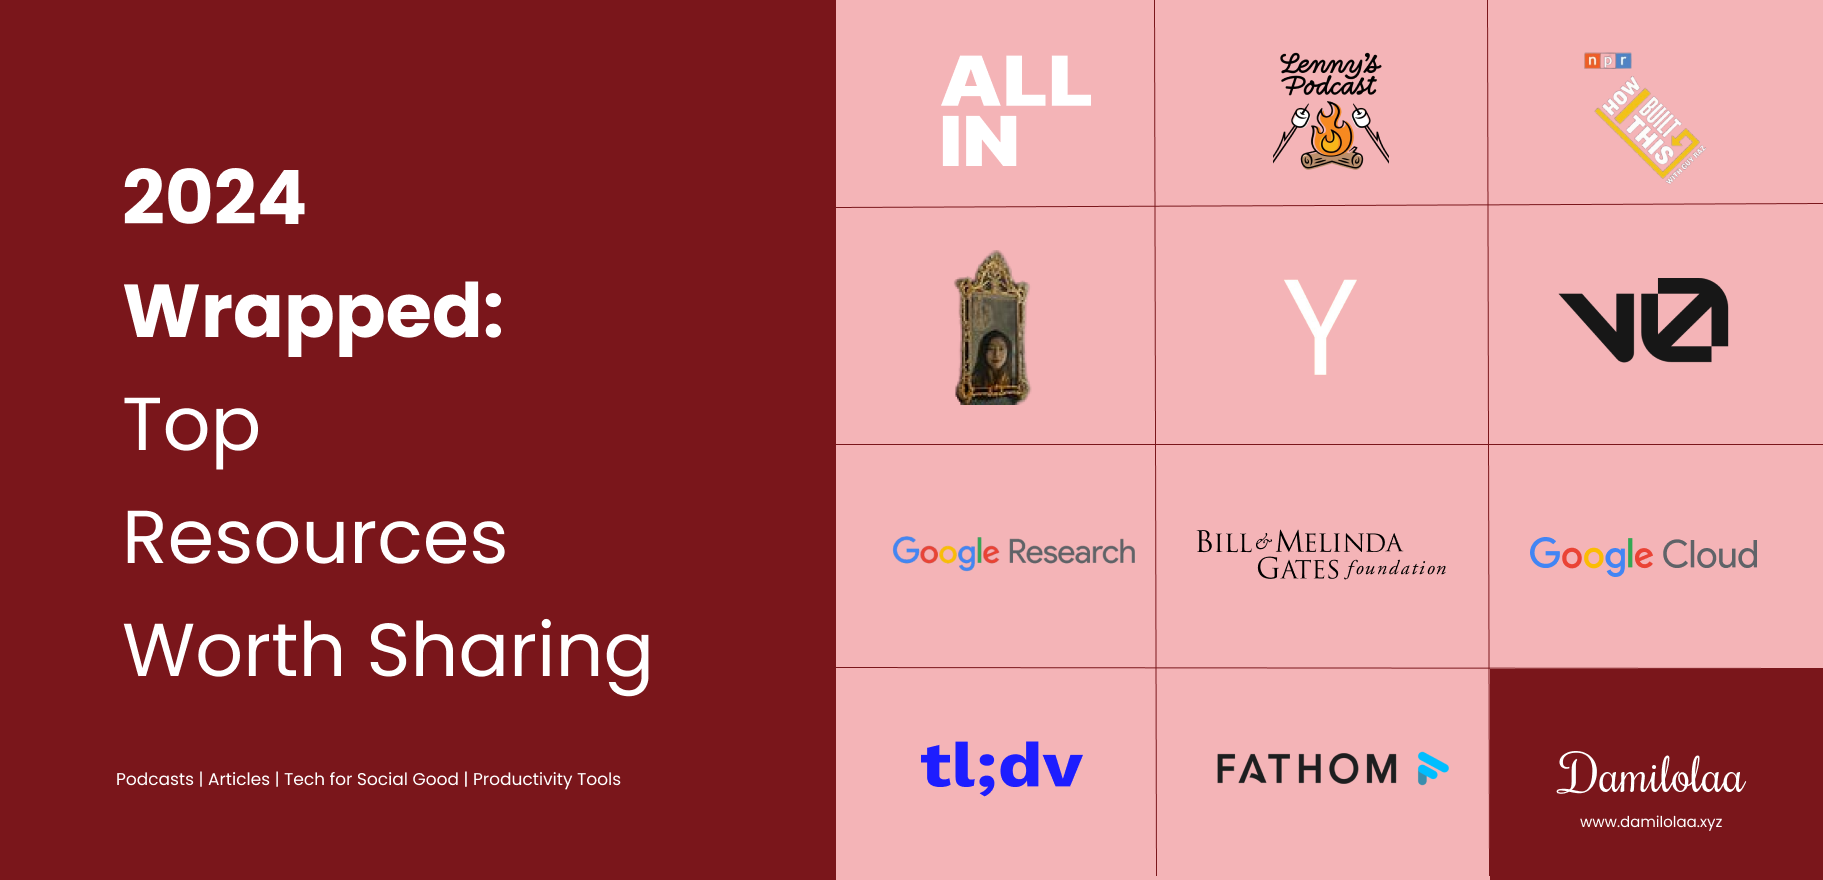 2024
Wrapped:
Top
Resources
Worth Sharing
Podcasts | Articles | Tech for Social Good | Productivity Tools
ALL
IN
Lenny's
Podcast
npr
HOW
I BUILT
THIS
WITH GUY RAZ
Y
v0
Google Research
BILL & MELINDA
GATES foundation
Google Cloud
tl;dv
FATHOM
Damilolaa
www.damilolaa.xyz